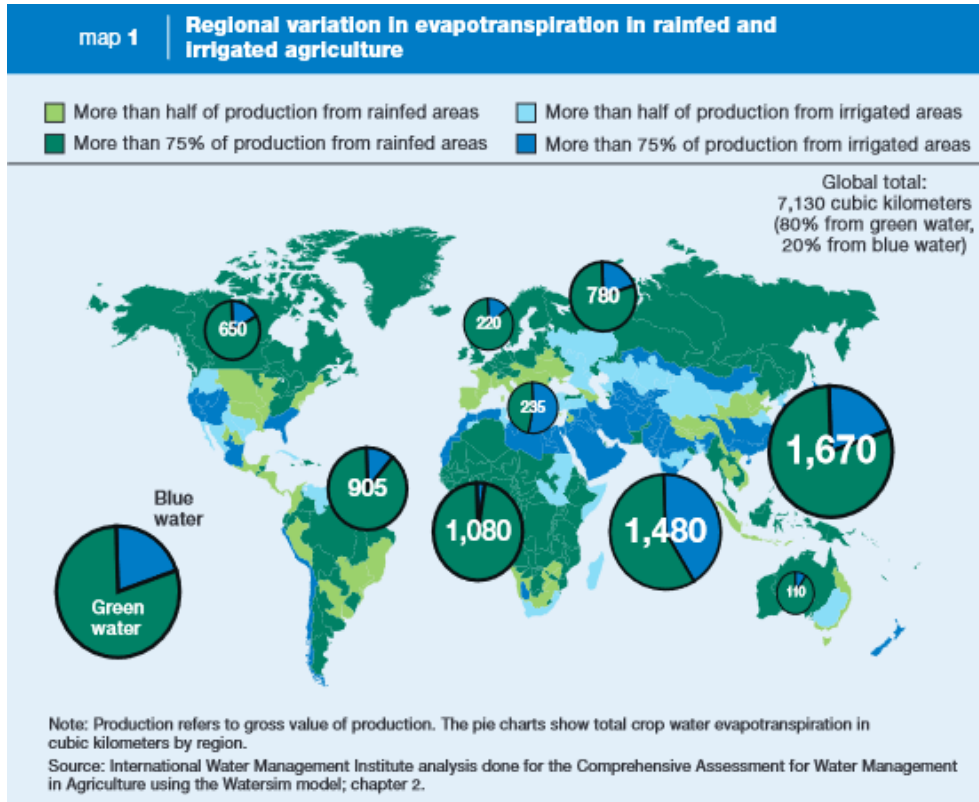 map 1
Regional variation in evapotranspiration in rainfed and
irrigated agriculture
More than half of production from rainfed areas
More than 75% of production from rainfed areas
More than half of production from irrigated areas
More than 75% of production from irrigated areas
Global total:
7,130 cubic kilometers
(80% from green water,
20% from blue water)
650
220
780
235
1,670
905
1,080
1,480
110
Blue
water
Green
water
Note: Production refers to gross value of production. The pie charts show total crop water evapotranspiration in
cubic kilometers by region.
Source: International Water Management Institute analysis done for the Comprehensive Assessment for Water Management
in Agriculture using the Watersim model; chapter 2.